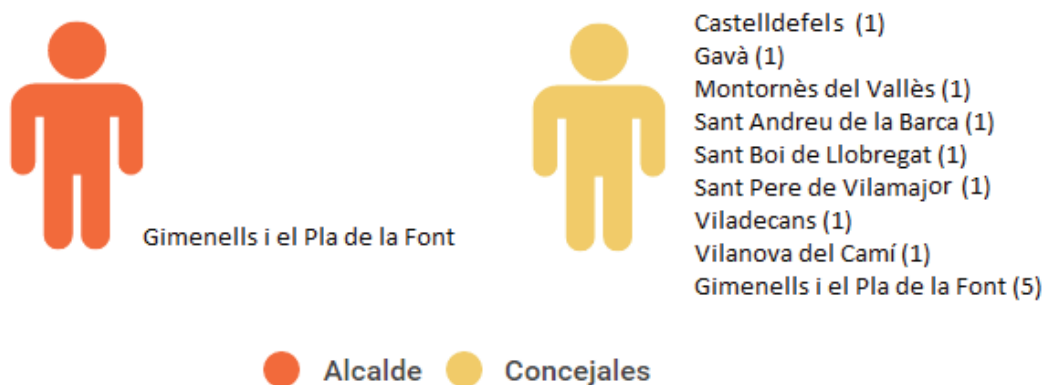 Castelldefels (1)
Gavà (1)
Montornès del Vallès (1)
Sant Andreu de la Barca (1)
Sant Boi de Llobregat (1)
Sant Pere de Vilamajor (1)
Viladecans (1)
Vilanova del Camí (1)
Gimenells i el Pla de la Font (5)
Gimenells i el Pla de la Font
Alcalde Concejales